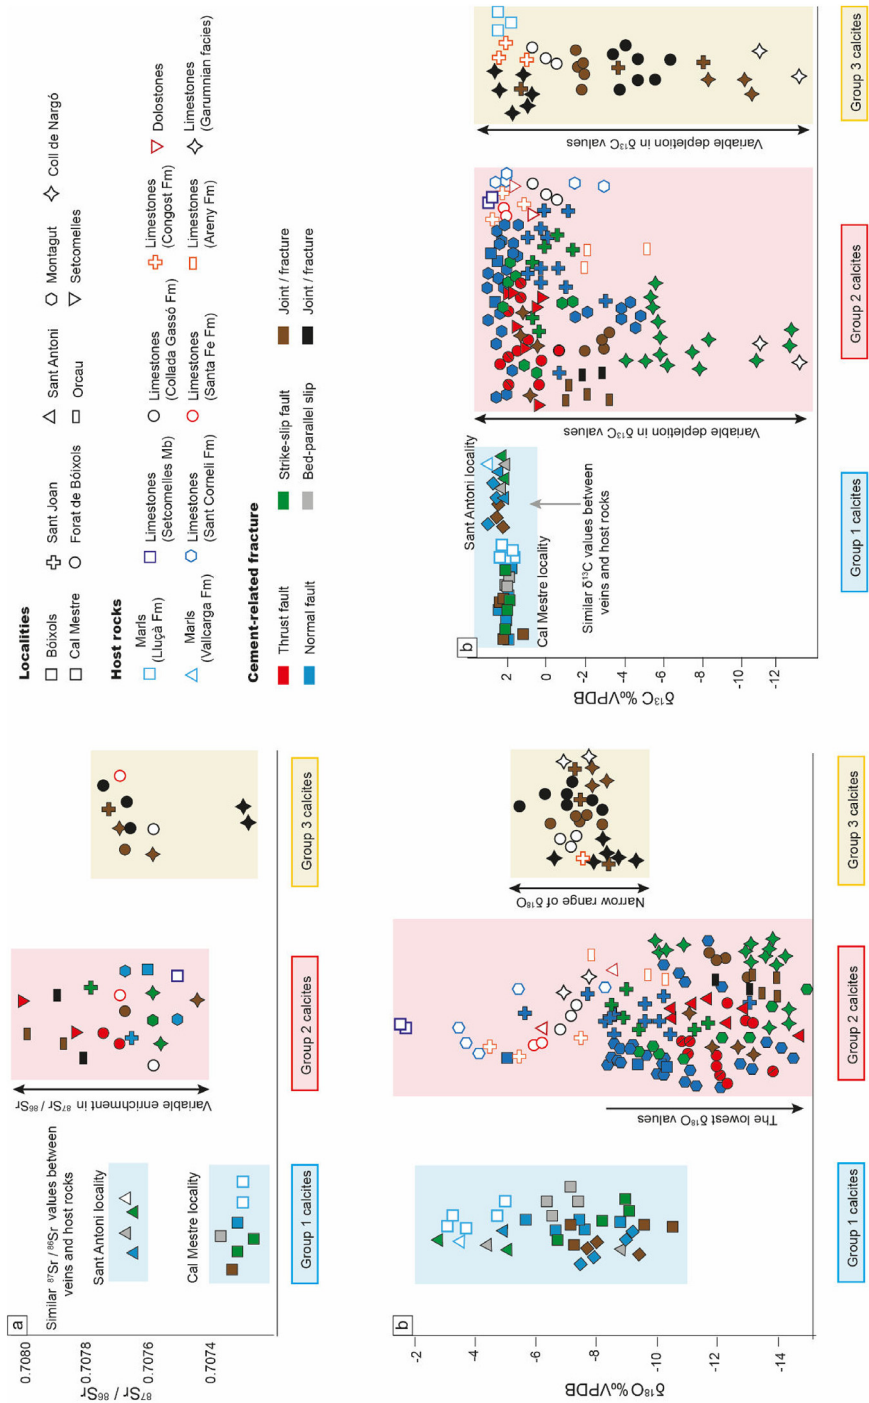 a
0.7080
0.7078
0.7076
0.7074
⁸⁷Sr / ⁸⁶Sr
Similar ⁸⁷Sr / ⁸⁶Sr values between
veins and host rocks
Sant Antoni locality
Cal Mestre locality
Variable enrichment in ⁸⁷Sr / ⁸⁶Sr
Group 1 calcites
Group 2 calcites
Group 3 calcites
Localities
Bóixols
Sant Joan
Sant Antoni
Montagut
Coll de Nargó
Cal Mestre
Forat de Bóixols
Orcau
Setcomelles
Host rocks
Marls
(Lluçà Fm)
Limestones
(Setcomelles Mb)
Limestones
(Collada Gassó Fm)
Limestones
(Congost Fm)
Dolostones
Marls
(Vallcarga Fm)
Limestones
(Sant Corneli Fm)
Limestones
(Santa Fe Fm)
Limestones
(Areny Fm)
Limestones
(Garumnian facies)
Cement-related fracture
Thrust fault
Strike-slip fault
Joint / fracture
Normal fault
Bed-parallel slip
Joint / fracture
b
-2
-4
-6
-8
-10
-12
-14
δ¹⁸O ‰VPDB
The lowest δ¹⁸O values
Narrow range of δ¹⁸O
Group 1 calcites
Group 2 calcites
Group 3 calcites
b
2
0
-2
-4
-6
-8
-10
-12
δ¹³C ‰VPDB
Sant Antoni locality
Cal Mestre locality
Similar δ¹³C values between
veins and host rocks
Variable depletion in δ¹³C values
Variable depletion in δ¹³C values
Group 1 calcites
Group 2 calcites
Group 3 calcites